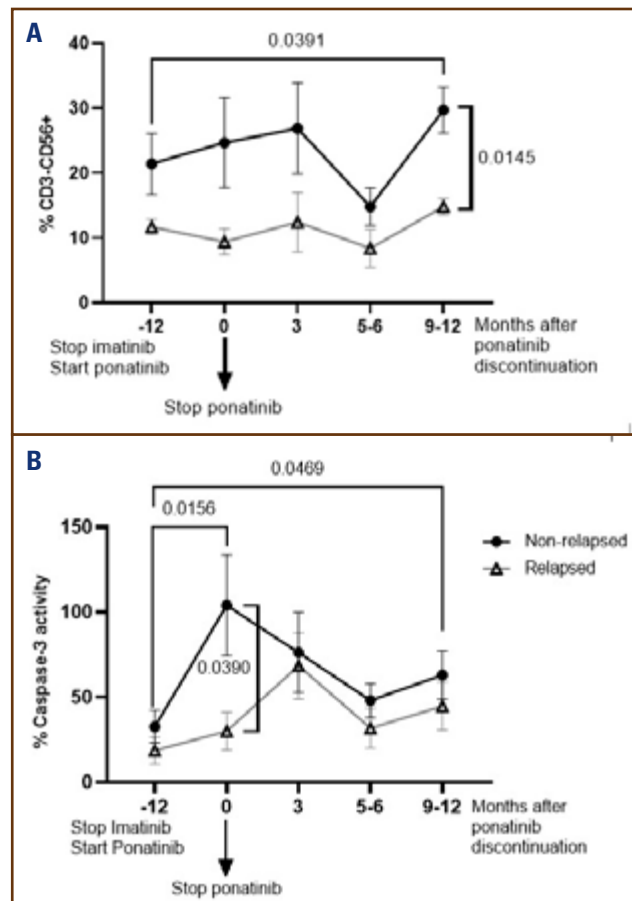 A
0.0391
40
30
20
10
0
% CD3-CD56+
0.0145
-12 0 3 5-6 9-12
Months after
ponatinib
discontinuation
Stop imatinib
Start ponatinib
Stop ponatinib
B
0.0469
0.0156
150
100
50
0
% Caspase-3 activity
0.0390
Non-relapsed
Relapsed
-12 0 3 5-6 9-12
Months after
ponatinib
discontinuation
Stop Imatinib
Start Ponatinib
Stop ponatinib